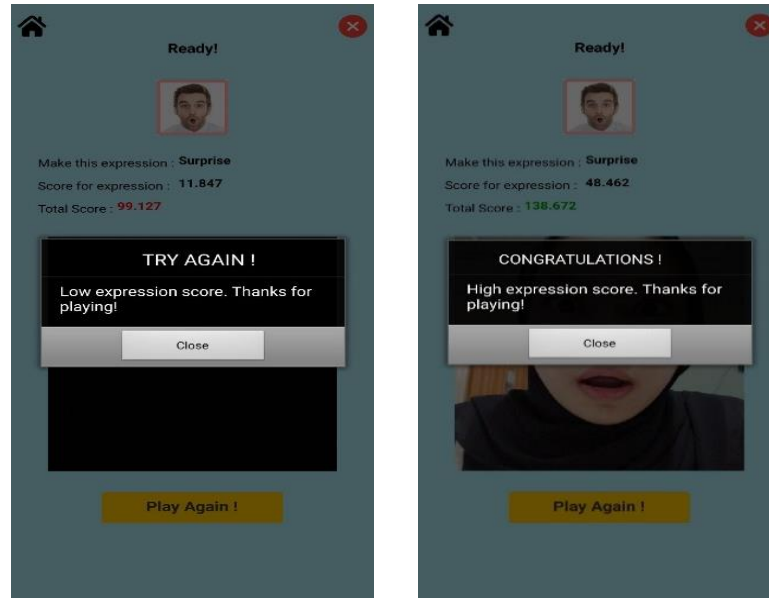 Ready!
Make this expression : Surprise
Score for expression : 11.847
Total Score : 99.127
TRY AGAIN !
Low expression score. Thanks for
playing!
Close
Play Again !
Ready!
Make this expression : Surprise
Score for expression : 48.462
Total Score : 138.672
CONGRATULATIONS !
High expression score. Thanks for
playing!
Close
Play Again !